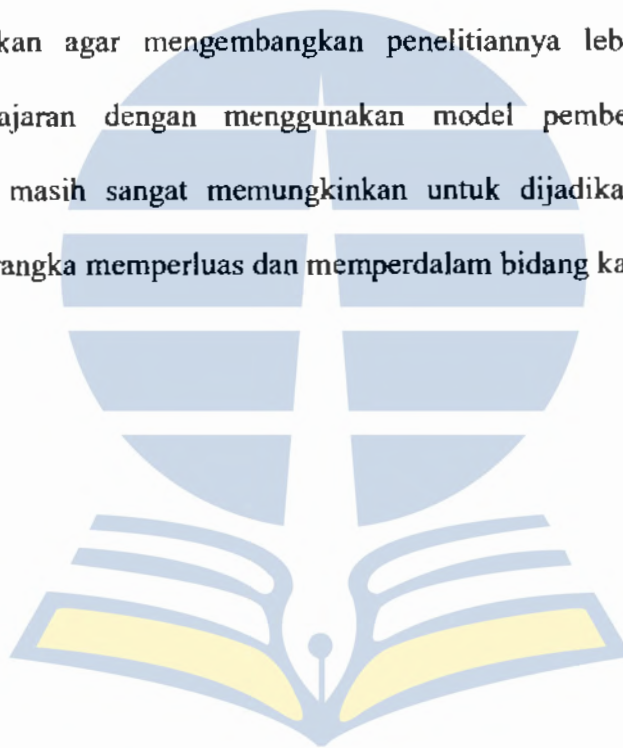 kan agar mengembangkan penelitiannya leb
ajaran dengan menggunakan model pembe
masih sangat memungkinkan untuk dijadika
rangka memperluas dan memperdalam bidang ka